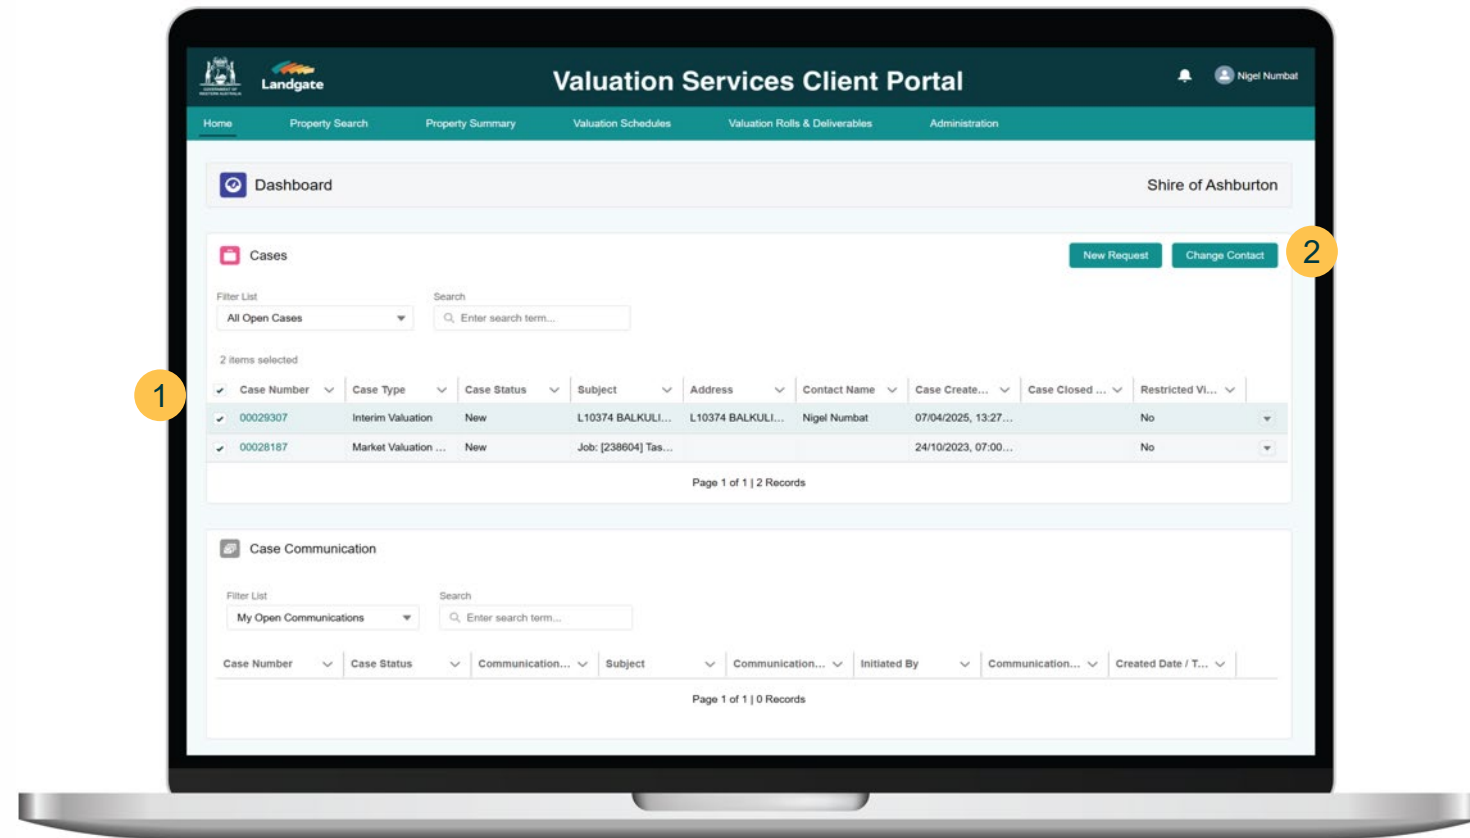 GOVERNMENT OF
WESTERN AUSTRALIA
Landgate
Valuation Services Client Portal
Nigel Numbat
Home Property Search Property Summary Valuation Schedules Valuation Rolls & Deliverables Administration
Dashboard Shire of Ashburton
Cases New Request Change Contact 2
Filter List Search
All Open Cases Enter search term...
2 items selected
1 Case Number Case Type Case Status Subject Address Contact Name Case Create... Case Closed ... Restricted Vi...
00029307 Interim Valuation New L10374 BALKULI... L10374 BALKULI... Nigel Numbat 07/04/2025, 13:27... No
00028187 Market Valuation ... New Job: [238604] Tas... 24/10/2023, 07:00... No
Page 1 of 1 | 2 Records
Case Communication
Filter List Search
My Open Communications Enter search term...
Case Number Case Status Communication... Subject Communication... Initiated By Communication... Created Date / T...
Page 1 of 1 | 0 Records